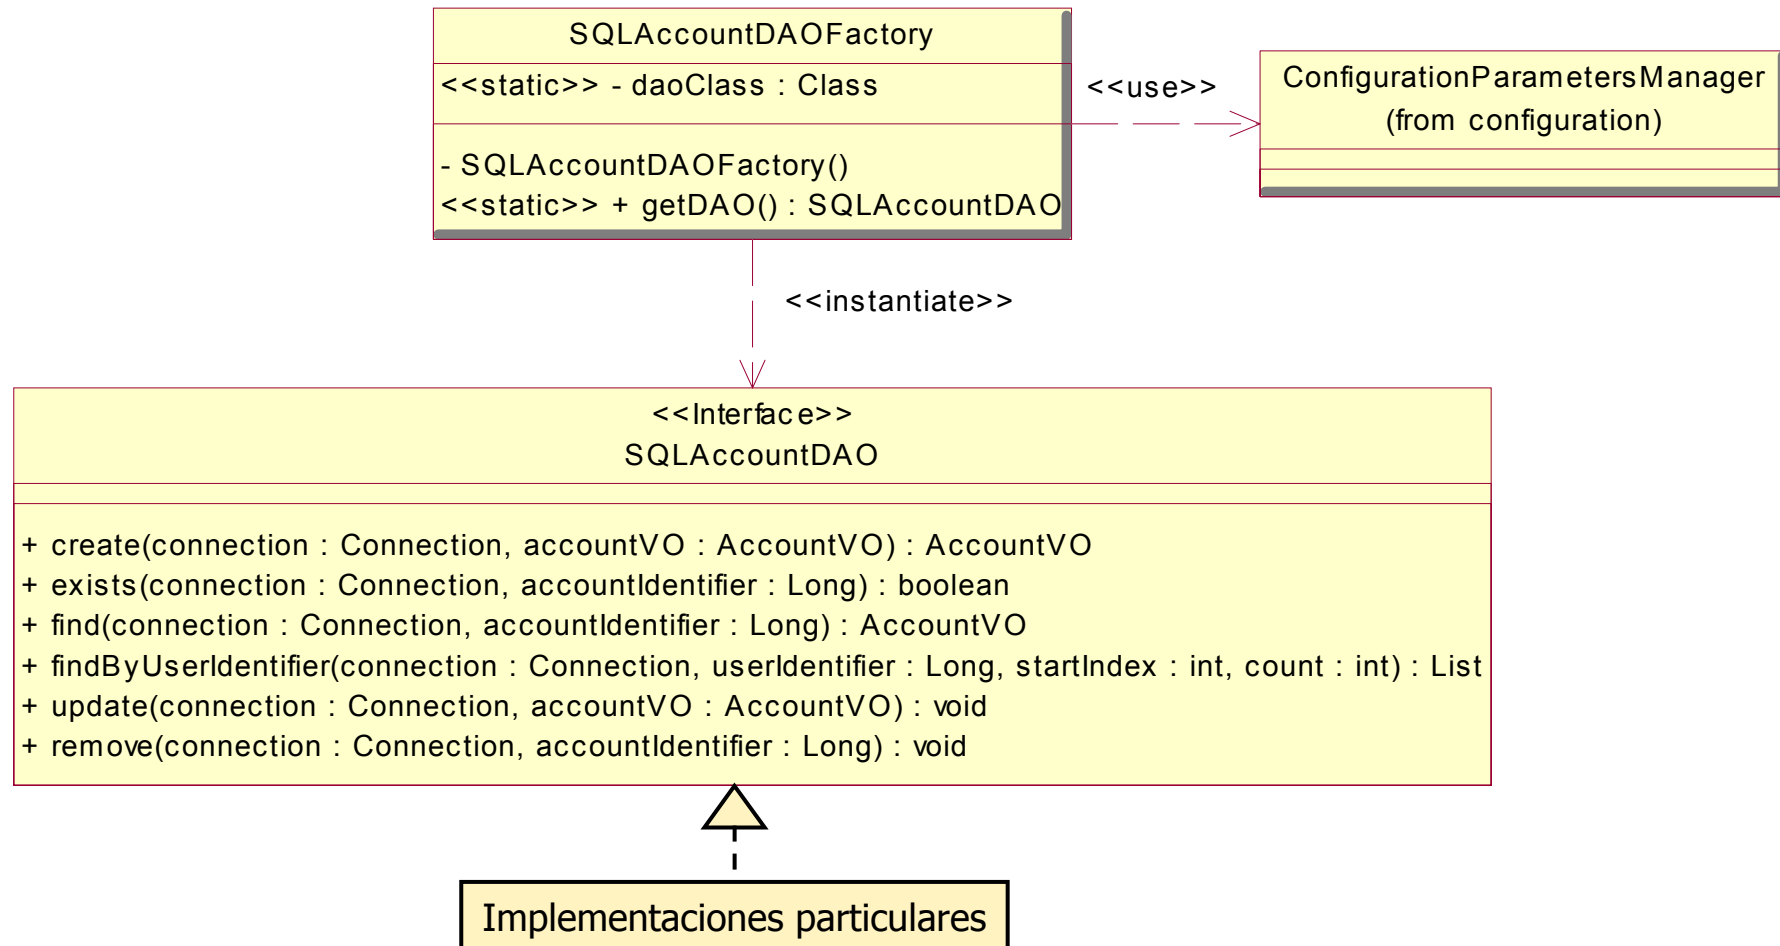 SQLAccountDAOFactory
<<static>> - daoClass : Class
- SQLAccountDAOFactory()
<<static>> + getDAO() : SQLAccountDAO
<<use>>
ConfigurationParametersManager
(from configuration)
<<instantiate>>
<<Interface>>
SQLAccountDAO
+ create(connection : Connection, accountVO : AccountVO) : AccountVO
+ exists(connection : Connection, accountIdentifier : Long) : boolean
+ find(connection : Connection, accountIdentifier : Long) : AccountVO
+ findByUserIdentifier(connection : Connection, userIdentifier : Long, startIndex : int, count : int) : List
+ update(connection : Connection, accountVO : AccountVO) : void
+ remove(connection : Connection, accountIdentifier : Long) : void
Implementaciones particulares